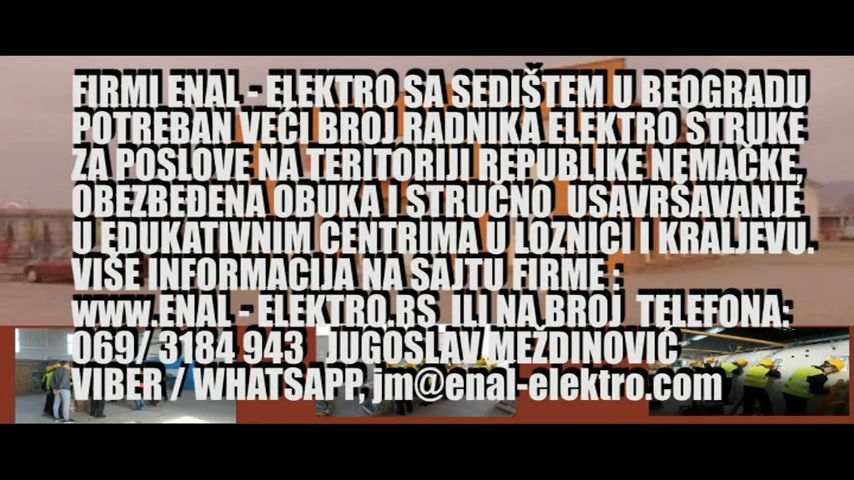 FIRMI ENAL - ELEKTRO SA SEDIŠTEM U BEOGRADU
POTREBAN VEĆI BROJ RADNIKA ELEKTRO STRUKE
ZA POSLOVE NA TERITORIJI REPUBLIKE NEMAČKE,
OBEZBEĐENA OBUKA I STRUČNO USAVRŠAVANJE
U EDUKATIVNIM CENTRIMA U LOZNICI I KRALJEVU.
VIŠE INFORMACIJA NA SAJTU FIRME :
www.ENAL - ELEKTRO.RS ILI NA BROJ TELEFONA:
069/ 3184 943 JUGOSLAV MEŽDINOVIĆ
VIBER / WHATSAPP, jm@enal-elektro.com